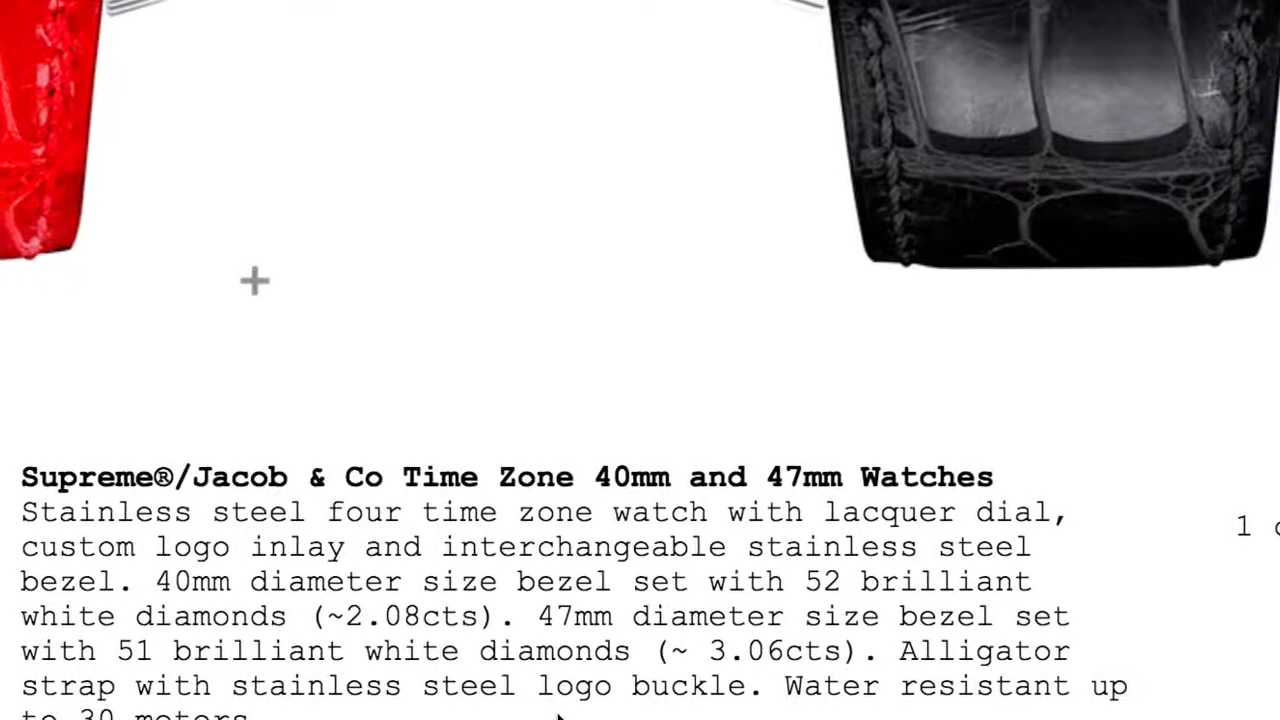 Supreme®/Jacob & Co Time Zone 40mm and 47mm Watches
Stainless steel four time zone watch with lacquer dial,
custom logo inlay and interchangeable stainless steel
bezel. 40mm diameter size bezel set with 52 brilliant
white diamonds (~2.08cts). 47mm diameter size bezel set
with 51 brilliant white diamonds (~ 3.06cts). Alligator
strap with stainless steel logo buckle. Water resistant up
to 30 meters
1